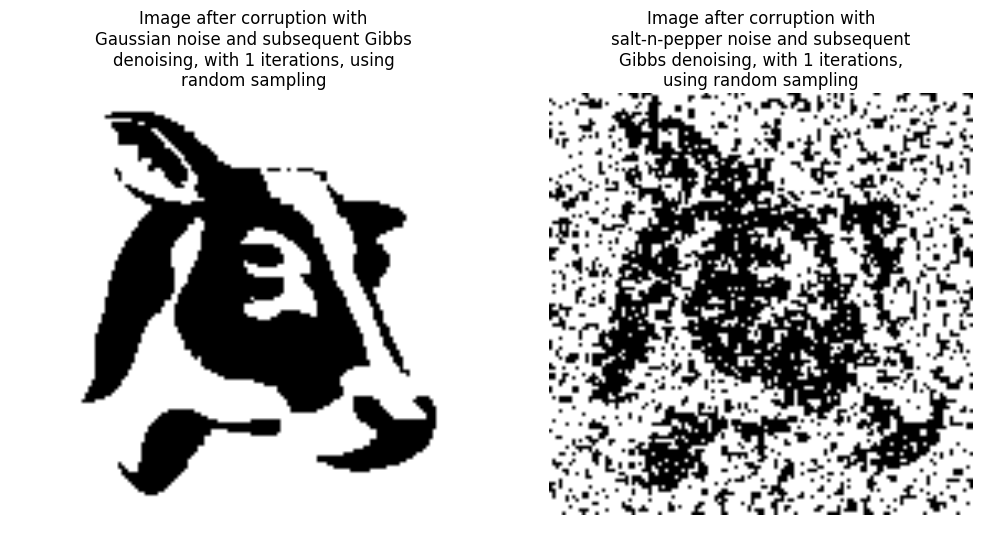 Image after corruption with
Gaussian noise and subsequent Gibbs
denoising, with 1 iterations, using
random sampling
Image after corruption with
salt-n-pepper noise and subsequent
Gibbs denoising, with 1 iterations,
using random sampling